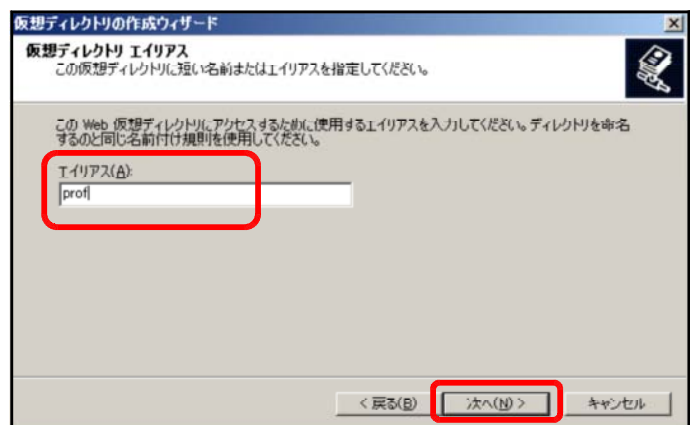 仮想ディレクトリの作成ウィザード
仮想ディレクトリ エイリアス
この仮想ディレクトリに短い名前またはエイリアスを指定してください。
この Web 仮想ディレクトリにアクセスするために使用するエイリアスを入力してください。ディレクトリを命名
するのと同じ名前付け規則を使用してください。
エイリアス(A):
prof
< 戻る(B)
次へ(N) >
キャンセル